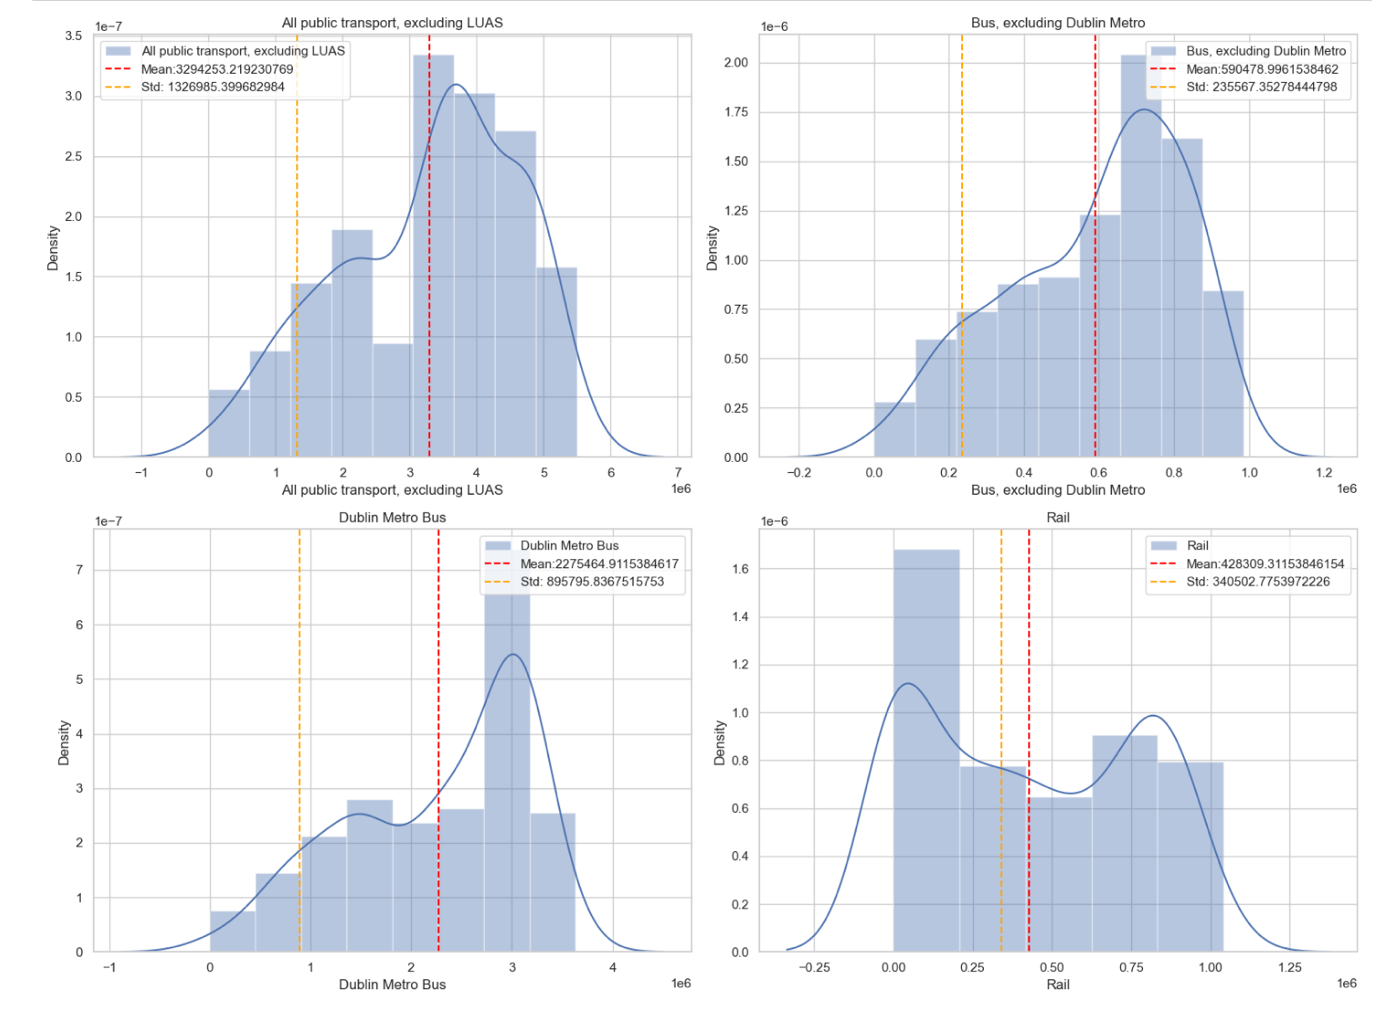 All public transport, excluding LUAS
1e−7
All public transport, excluding LUAS
Mean:3294253.219230769
Std: 1326985.399682984
3.5
3.0
2.5
2.0
1.5
1.0
0.5
0.0
Density
−1 0 1 2 3 4 5 6 7
1e6
All public transport, excluding LUAS
Bus, excluding Dublin Metro
1e−6
Bus, excluding Dublin Metro
Mean:590478.9961538462
Std: 235567.35278444798
2.00
1.75
1.50
1.25
1.00
0.75
0.50
0.25
0.00
Density
−0.2 0.0 0.2 0.4 0.6 0.8 1.0 1.2
1e6
Bus, excluding Dublin Metro
Dublin Metro Bus
1e−7
Dublin Metro Bus
Mean:2275464.9115384617
Std: 895795.8367515753
7
6
5
4
3
2
1
0
Density
−1 0 1 2 3 4
1e6
Dublin Metro Bus
Rail
1e−6
Rail
Mean:428309.31153846154
Std: 340502.7753972226
1.6
1.4
1.2
1.0
0.8
0.6
0.4
0.2
0.0
Density
−0.25 0.00 0.25 0.50 0.75 1.00 1.25
1e6
Rail